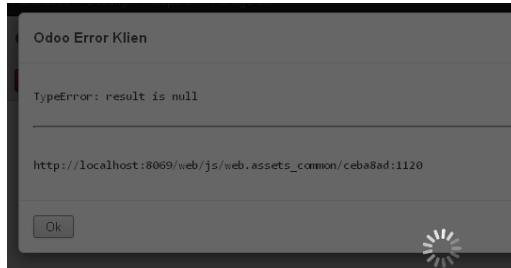 Odoo Error Klien
TypeError: result is null
http://localhost:8069/web/js/web.assets_common/ceba8ad:1120
Ok